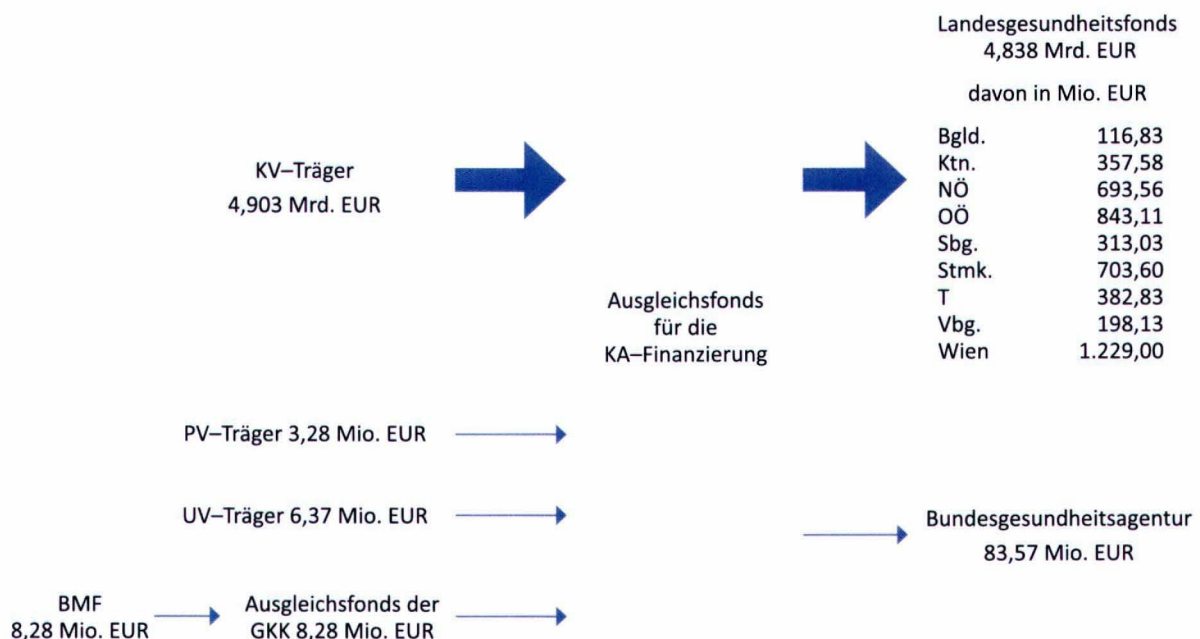 Landesgesundheitsfonds
4,838 Mrd. EUR
davon in Mio. EUR
Bgld. 116,83
Ktn. 357,58
NÖ 693,56
OÖ 843,11
Sbg. 313,03
Stmk. 703,60
T 382,83
Vbg. 198,13
Wien 1.229,00
KV–Träger
4,903 Mrd. EUR
Ausgleichsfonds
für die
KA–Finanzierung
PV–Träger 3,28 Mio. EUR
UV–Träger 6,37 Mio. EUR
Bundesgesundheitsagentur
83,57 Mio. EUR
BMF
8,28 Mio. EUR
Ausgleichsfonds der
GKK 8,28 Mio. EUR